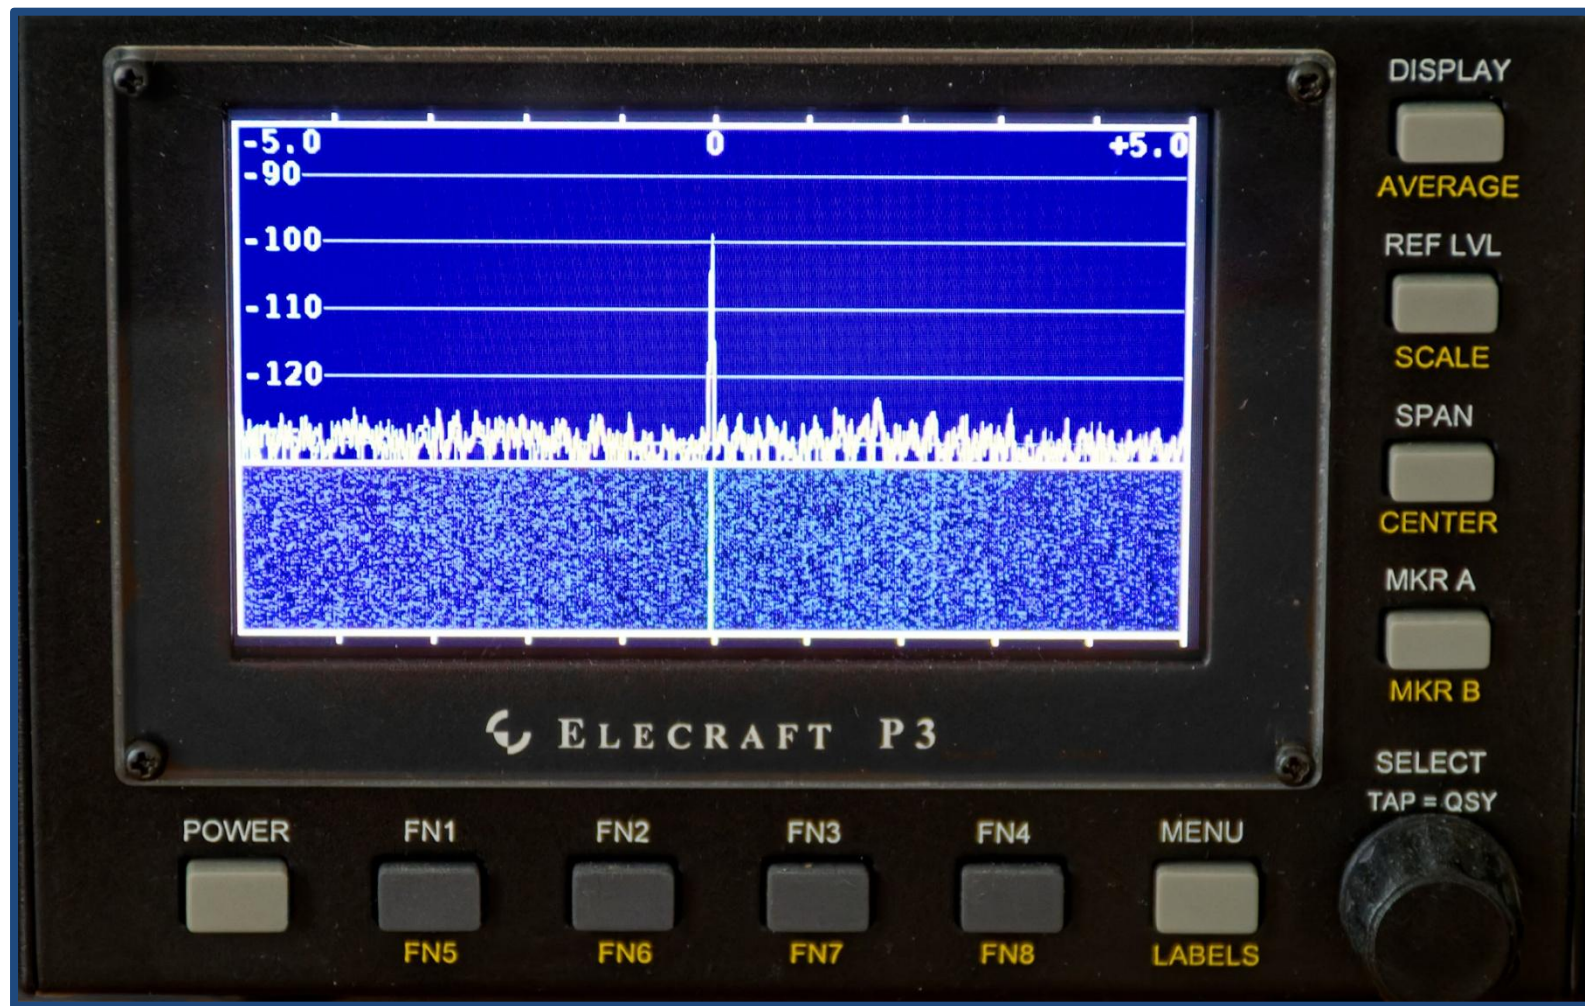 -5.0 0 +5.0
-90
-100
-110
-120
ELECRAFT P3
DISPLAY
AVERAGE
REF LVL
SCALE
SPAN
CENTER
MKR A
MKR B
SELECT
TAP = QSY
POWER FN1 FN2 FN3 FN4 MENU
FN5 FN6 FN7 FN8 LABELS